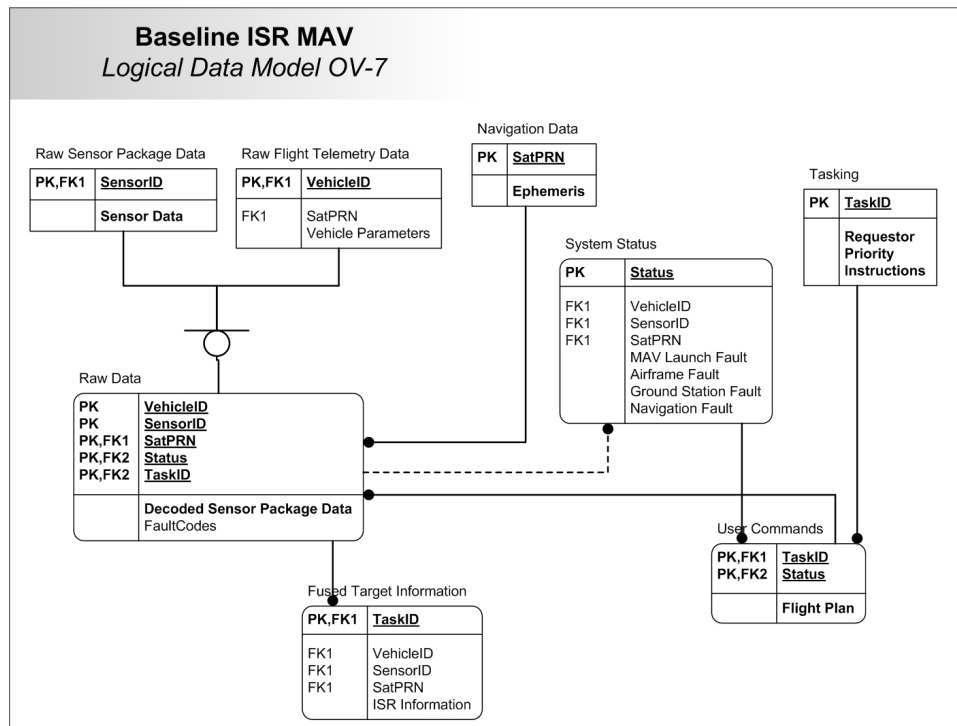 Baseline ISR MAV
Logical Data Model OV-7
Raw Sensor Package Data
PK,FK1 SensorID
Sensor Data
Raw Flight Telemetry Data
PK,FK1 VehicleID
FK1 SatPRN
Vehicle Parameters
Navigation Data
PK SatPRN
Ephemeris
Tasking
PK TaskID
Requestor
Priority
Instructions
System Status
PK Status
FK1 VehicleID
FK1 SensorID
FK1 SatPRN
MAV Launch Fault
Airframe Fault
Ground Station Fault
Navigation Fault
Raw Data
PK VehicleID
PK SensorID
PK,FK1 SatPRN
PK,FK2 Status
PK,FK2 TaskID
Decoded Sensor Package Data
FaultCodes
User Commands
PK,FK1 TaskID
PK,FK2 Status
Flight Plan
Fused Target Information
PK,FK1 TaskID
FK1 VehicleID
FK1 SensorID
FK1 SatPRN
ISR Information